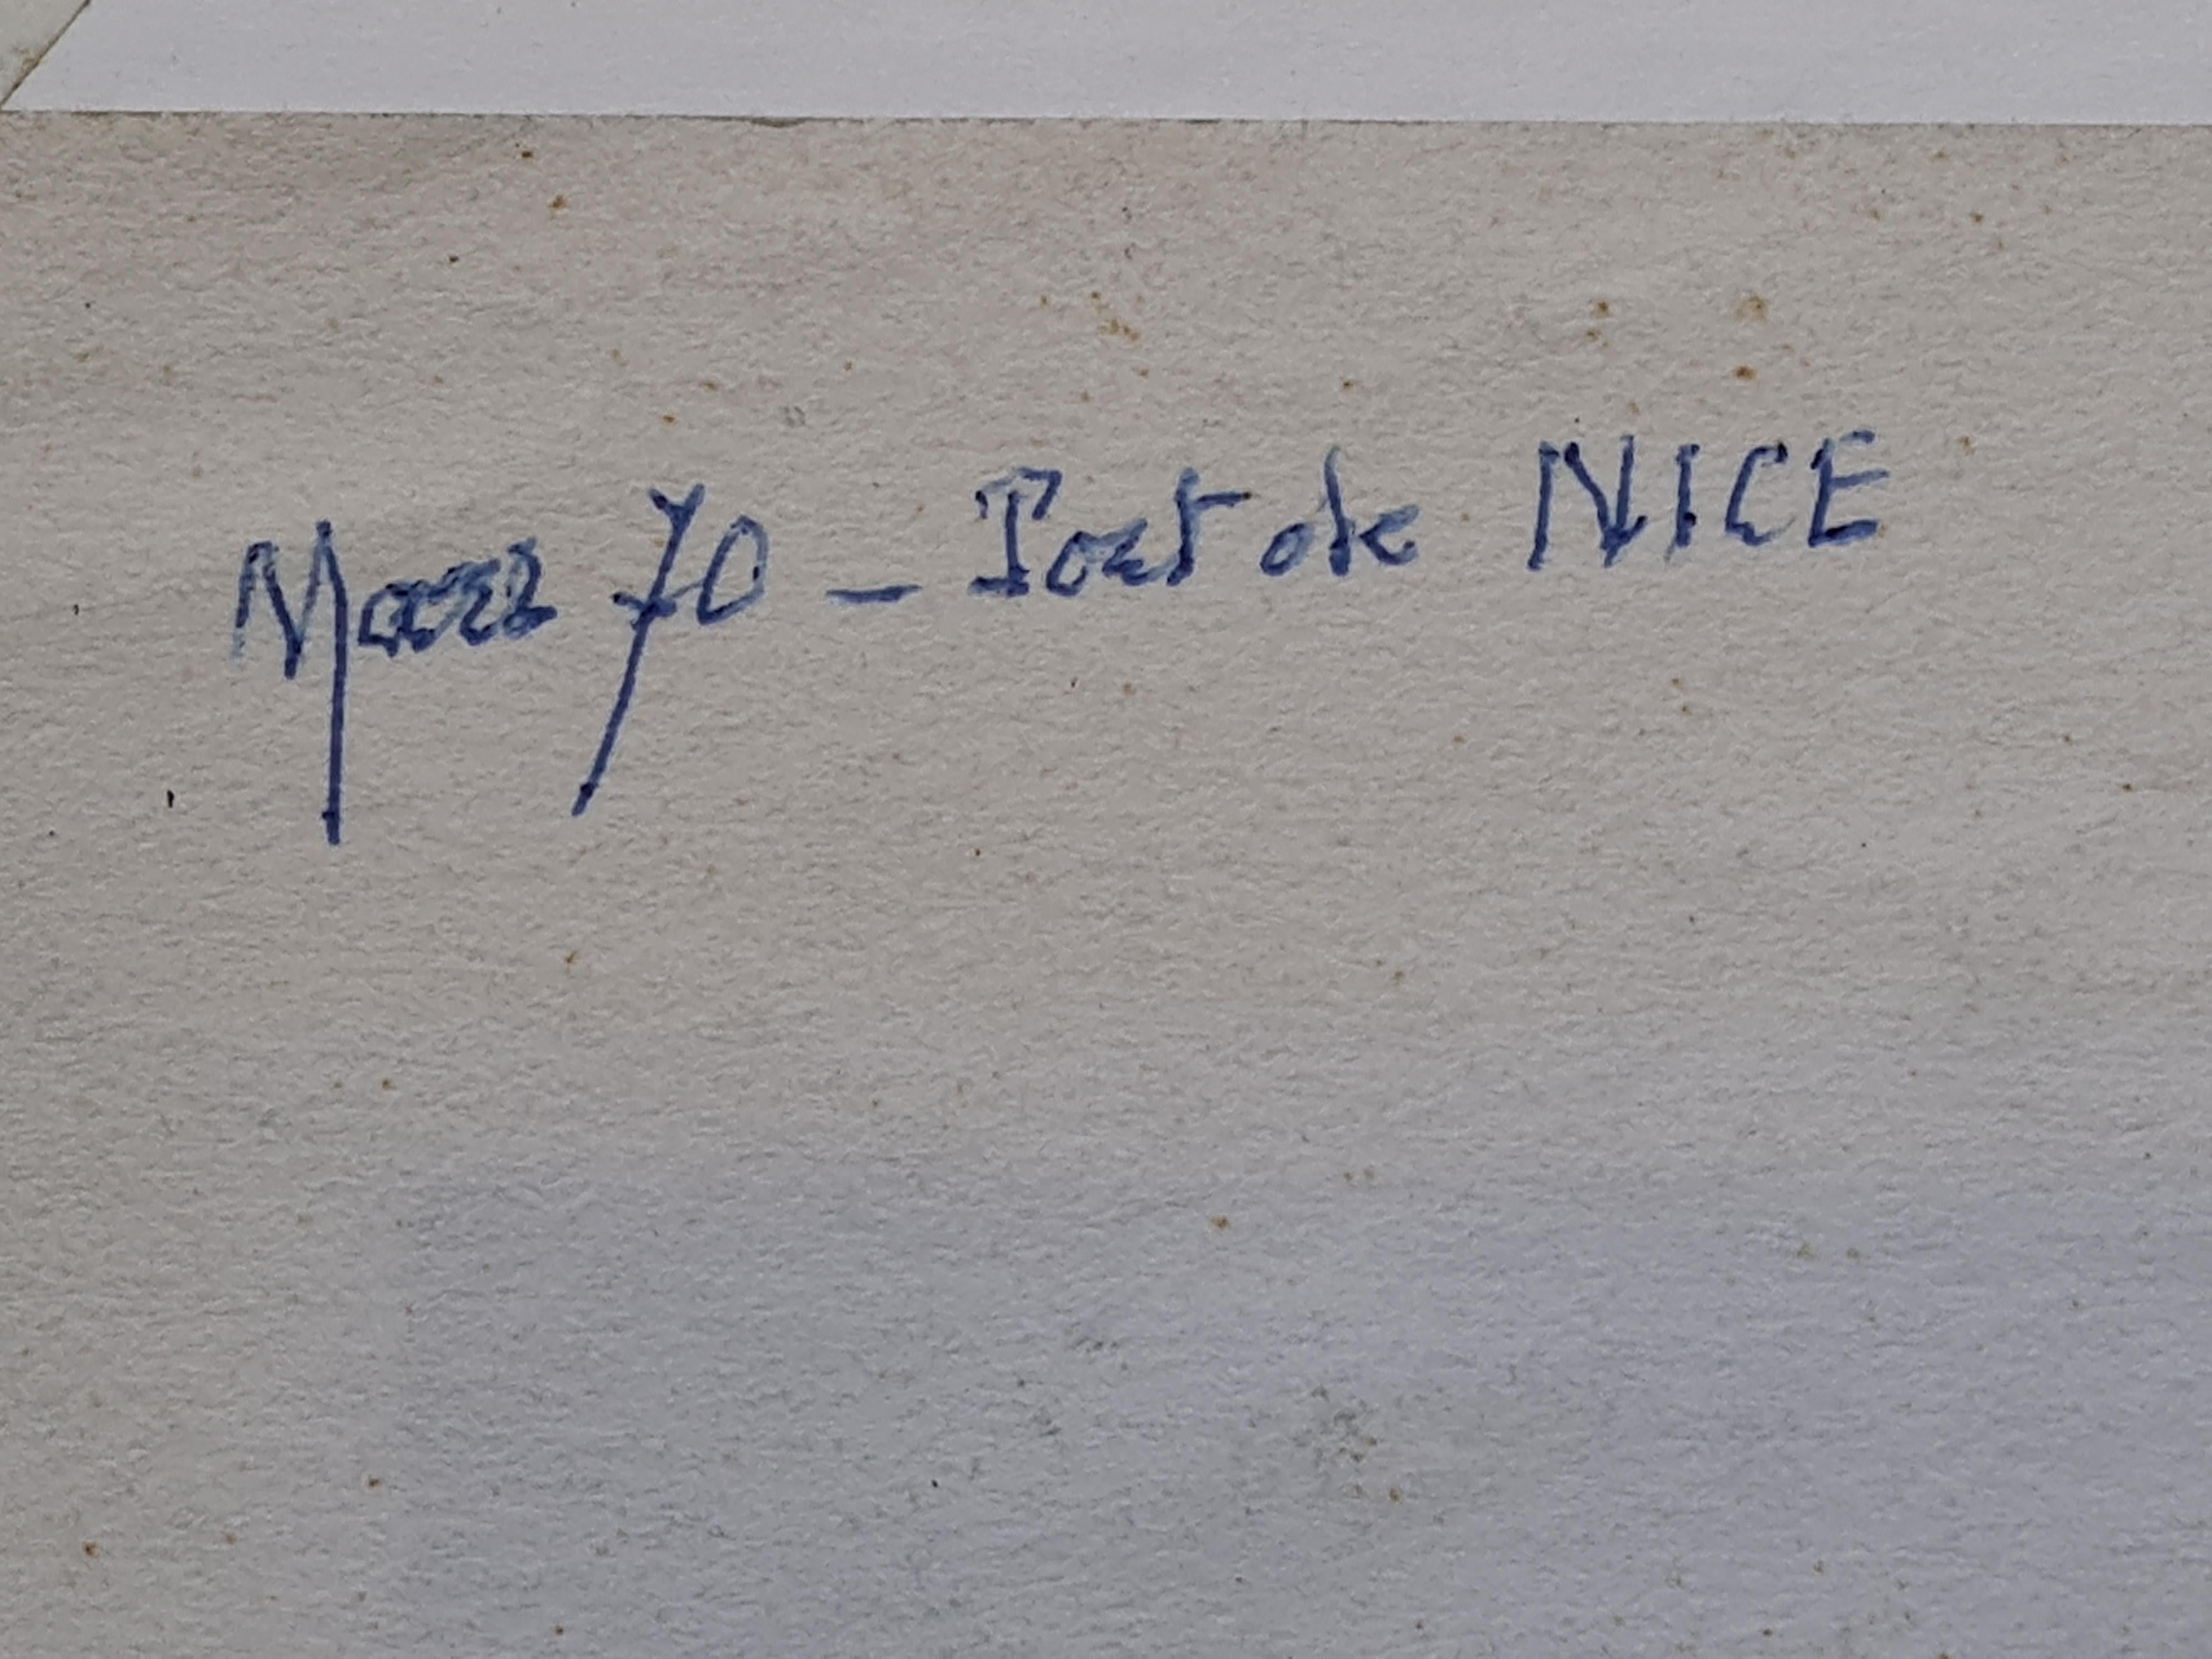 Mars 70 - Port de NICE